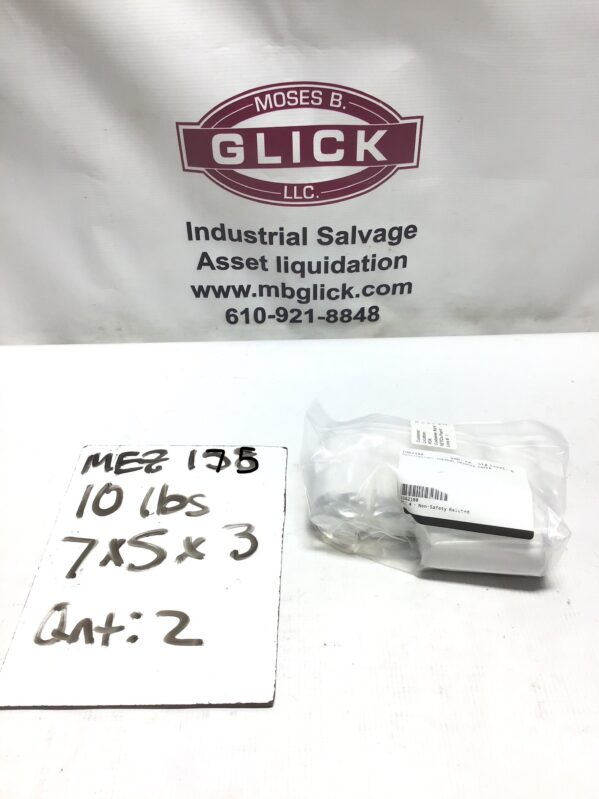 MOSES B.
GLICK
LLC.
Industrial Salvage
Asset liquidation
www.mbglick.com
610-921-8848
MEZ 175
10 lbs
7x5x3
Qnt: 2
- Non-Safety Related